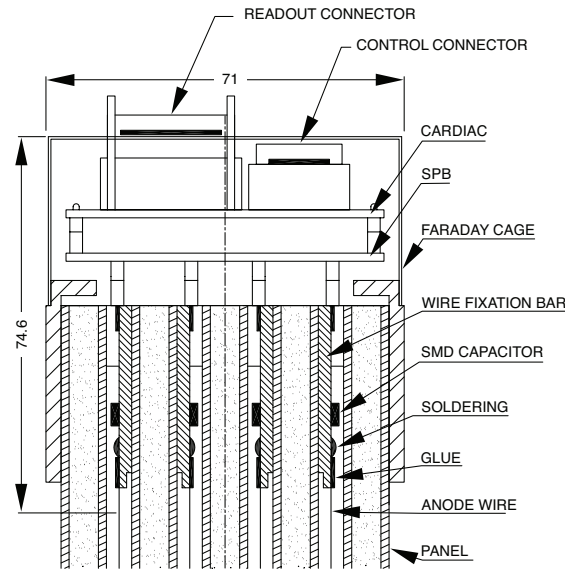 READOUT CONNECTOR
CONTROL CONNECTOR
71
CARDIAC
SPB
FARADAY CAGE
WIRE FIXATION BAR
74.6
SMD CAPACITOR
SOLDERING
GLUE
ANODE WIRE
PANEL